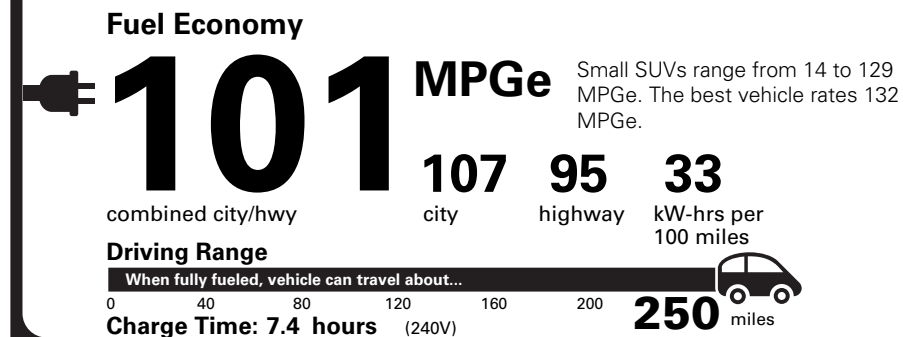 Fuel Economy
101 MPGe
Small SUVs range from 14 to 129
MPGe. The best vehicle rates 132
MPGe.
107 95 33
combined city/hwy city highway kW-hrs per
100 miles
Driving Range
When fully fueled, vehicle can travel about...
0 40 80 120 160 200 250 miles
Charge Time: 7.4 hours (240V)